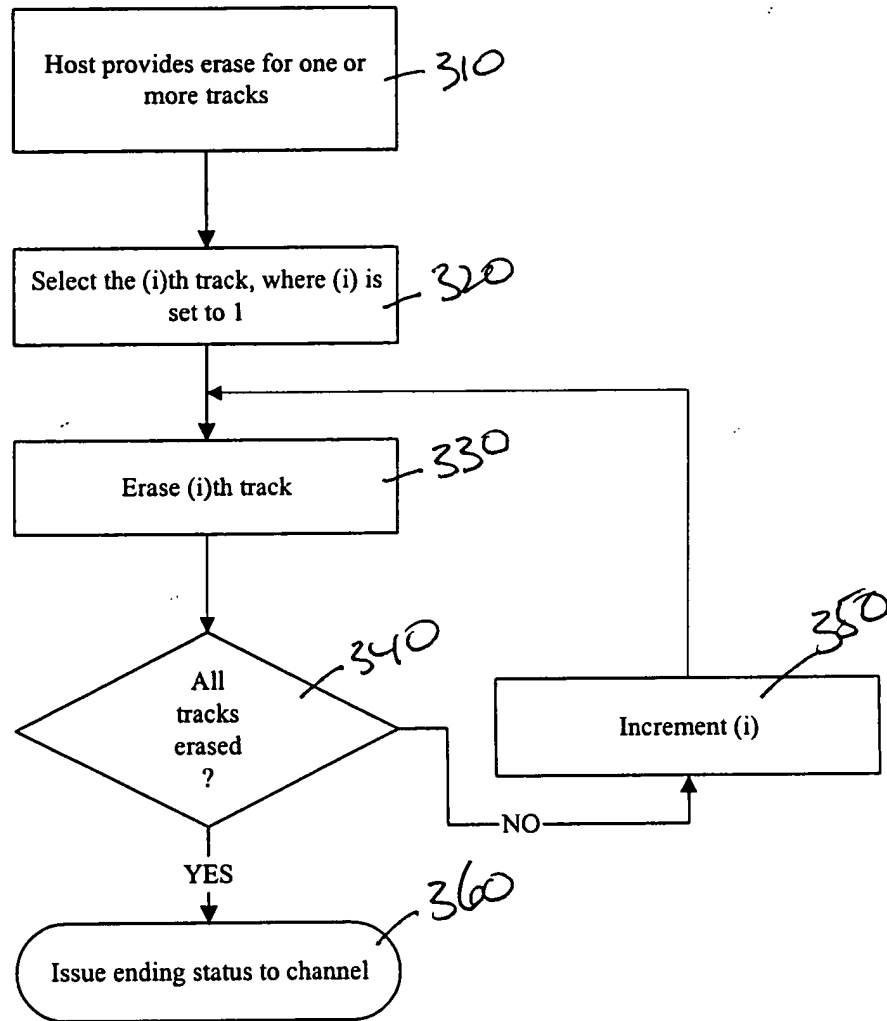 Host provides erase for one or
more tracks
310
Select the (i)th track, where (i) is
set to 1
320
Erase (i)th track
330
All
tracks
erased
?
340
Increment (i)
350
NO
YES
Issue ending status to channel
360